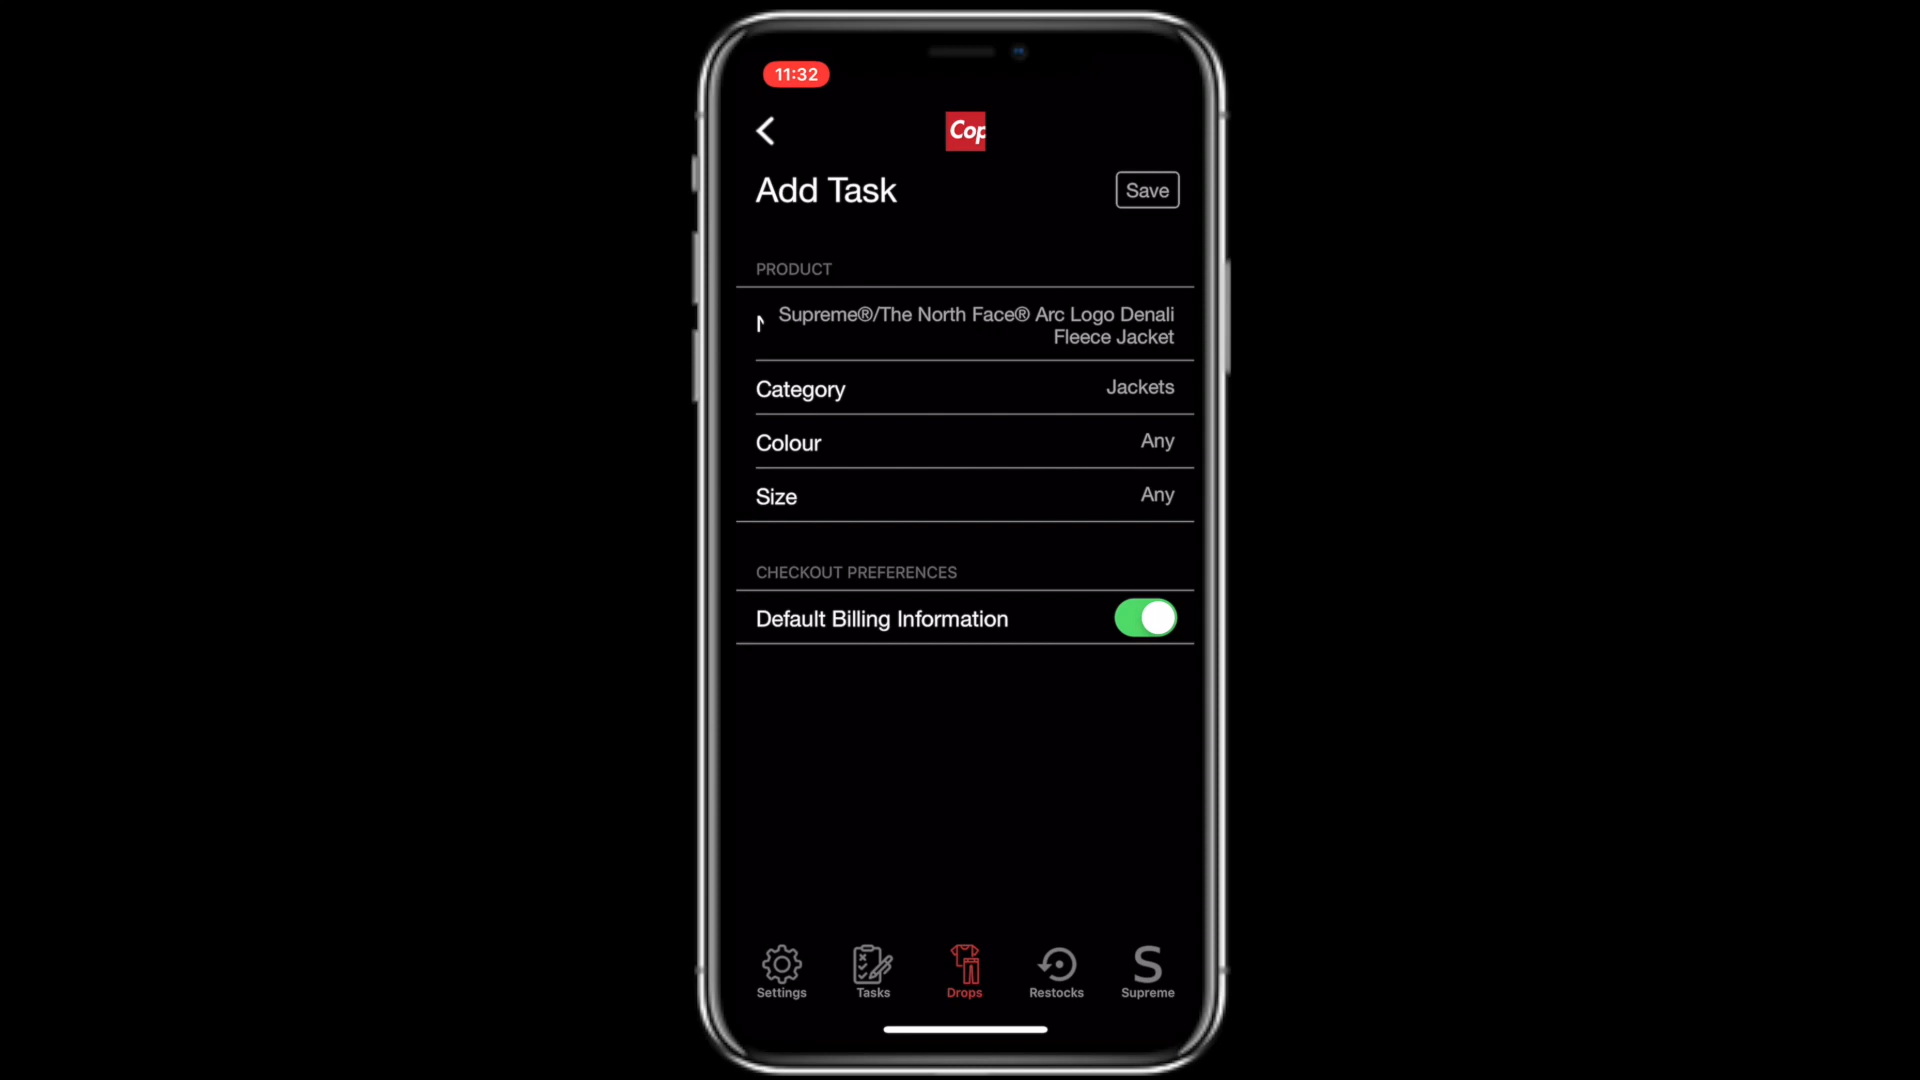 11:32
Cop
Add Task
Save
PRODUCT
Supreme®/The North Face® Arc Logo Denali
Fleece Jacket
Category
Jackets
Colour
Any
Size
Any
CHECKOUT PREFERENCES
Default Billing Information
Settings
Tasks
Drops
Restocks
S
Supreme